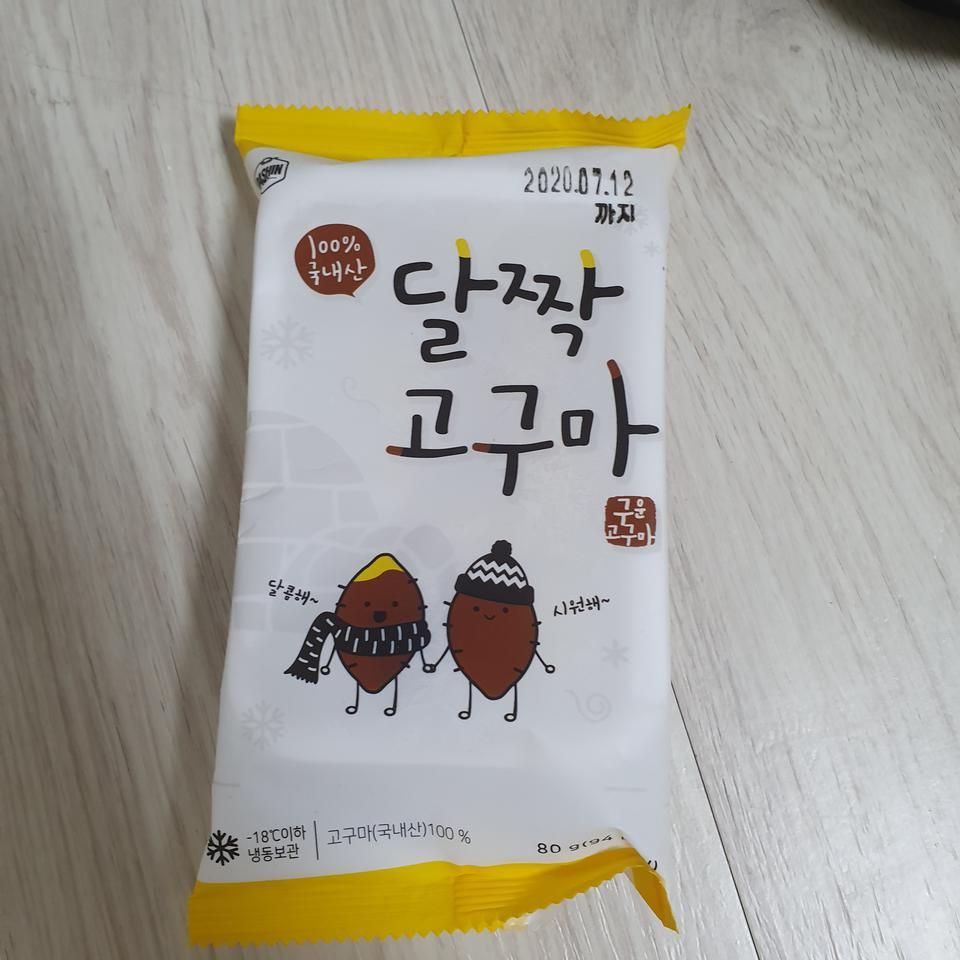 2020.07.12
까지
100%
국내산
달짝
고구마
구운
고구마
달콤해~
시원해~
-18℃이하
냉동보관
고구마(국내산)100 %
80 g(94